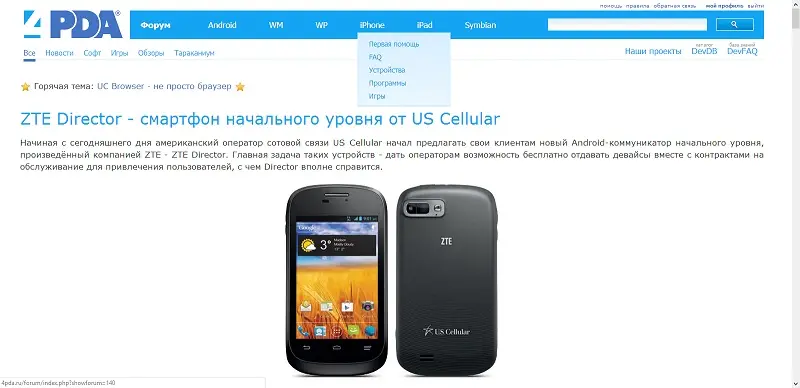 помощь правила обратная связь мой профиль выйти
4PDA Форум Android WM WP iPhone iPad Symbian
Первая помощь
FAQ
Устройства
Программы
Игры
Все Новости Софт Игры Обзоры Таракániум Наши проекты DevDB DevFAQ
Горячая тема: UC Browser - не просто браузер
ZTE Director - смартфон начального уровня от US Cellular
Начиная с сегодняшнего дня американский оператор сотовой связи US Cellular начал предлагать свои клиентам новый Android-коммуникатор начального уровня,
произведённый компанией ZTE - ZTE Director. Главная задача таких устройств - дать операторам возможность бесплатно отдавать девайсы вместе с контрактами на
обслуживание для привлечения пользователей, с чем Director вполне справится.
Google
3°
ZTE
US Cellular
4pda.ru/forum/index.php?showforum=140